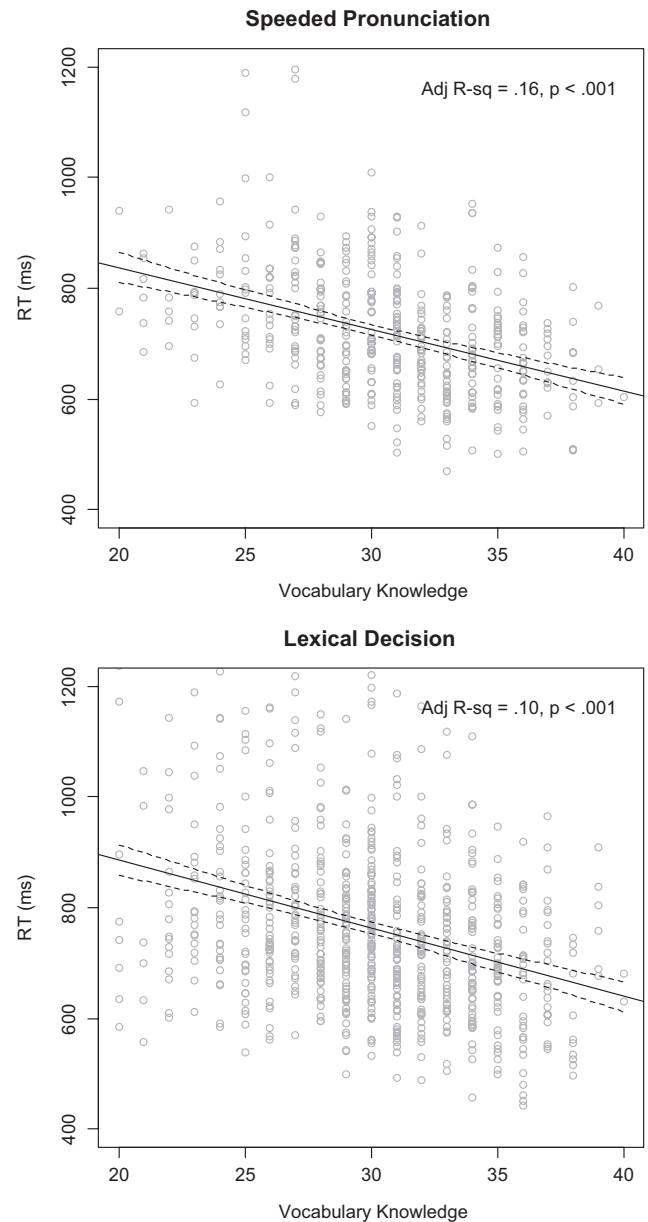 Speeded Pronunciation
Adj R-sq = .16, p < .001
1200
1000
800
600
400
RT (ms)
20 25 30 35 40
Vocabulary Knowledge
Lexical Decision
Adj R-sq = .10, p < .001
1200
1000
800
600
400
RT (ms)
20 25 30 35 40
Vocabulary Knowledge